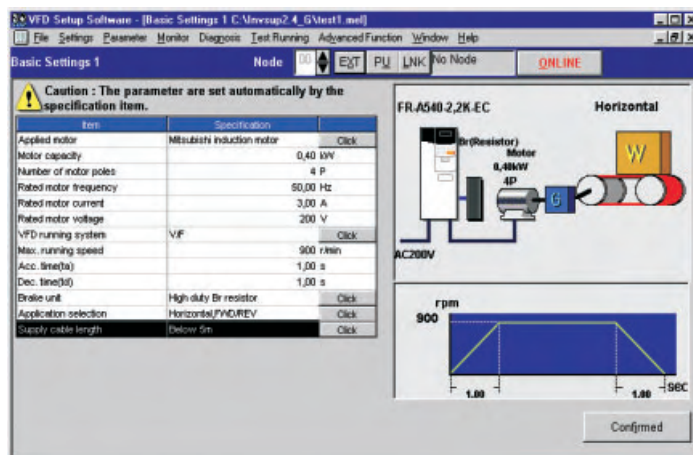 VFD Setup Software - [Basic Settings 1 C:\Invsup2.4_G\test1.mel]
File Settings Parameter Monitor Diagnosis Test Running Advanced Function Window Help
Basic Settings 1 Node 00 EXT PU LNK No Node ONLINE
Caution : The parameter are set automatically by the
specification item.
Item Specification
Applied motor Mitsubishi induction motor Click
Motor capacity 0,40 kW
Number of motor poles 4 P
Rated motor frequency 50,00 Hz
Rated motor current 3,00 A
Rated motor voltage 200 V
VFD running system V/F Click
Max. running speed 900 r/min
Acc. time(ta) 1,00 s
Dec. time(td) 1,00 s
Brake unit High duty Br resistor Click
Application selection Horizontal,FWD/REV Click
Supply cable length Below 5m Click
FR-A540-2,2K-EC Horizontal
Br(Resistor)
Motor
0,40kW
4P
W
G
AC200V
rpm
900
1.00 1.00 sec
Confirmed